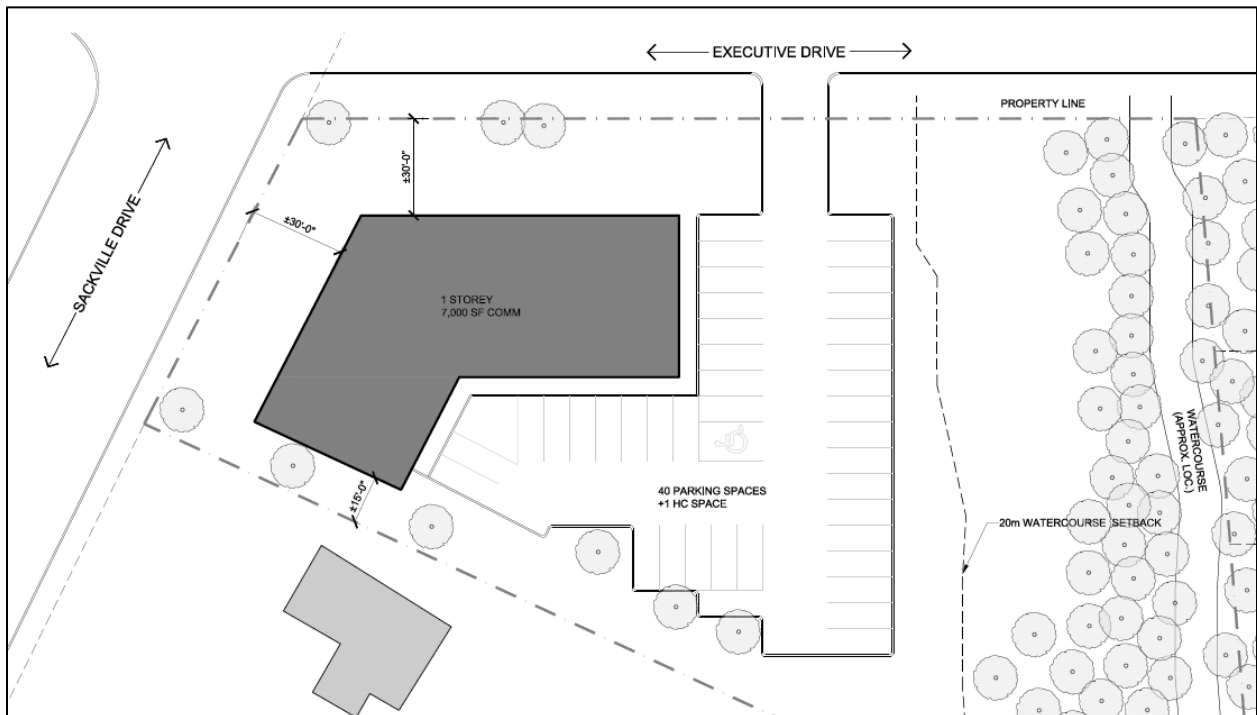 EXECUTIVE DRIVE
PROPERTY LINE
±30'-0"
±30'-0"
SACKVILLE DRIVE
1 STOREY
7,000 SF COMM
WATERCOURSE
(APPROX. LOC.)
±15'-0"
40 PARKING SPACES
+1 HC SPACE
20m WATERCOURSE SETBACK